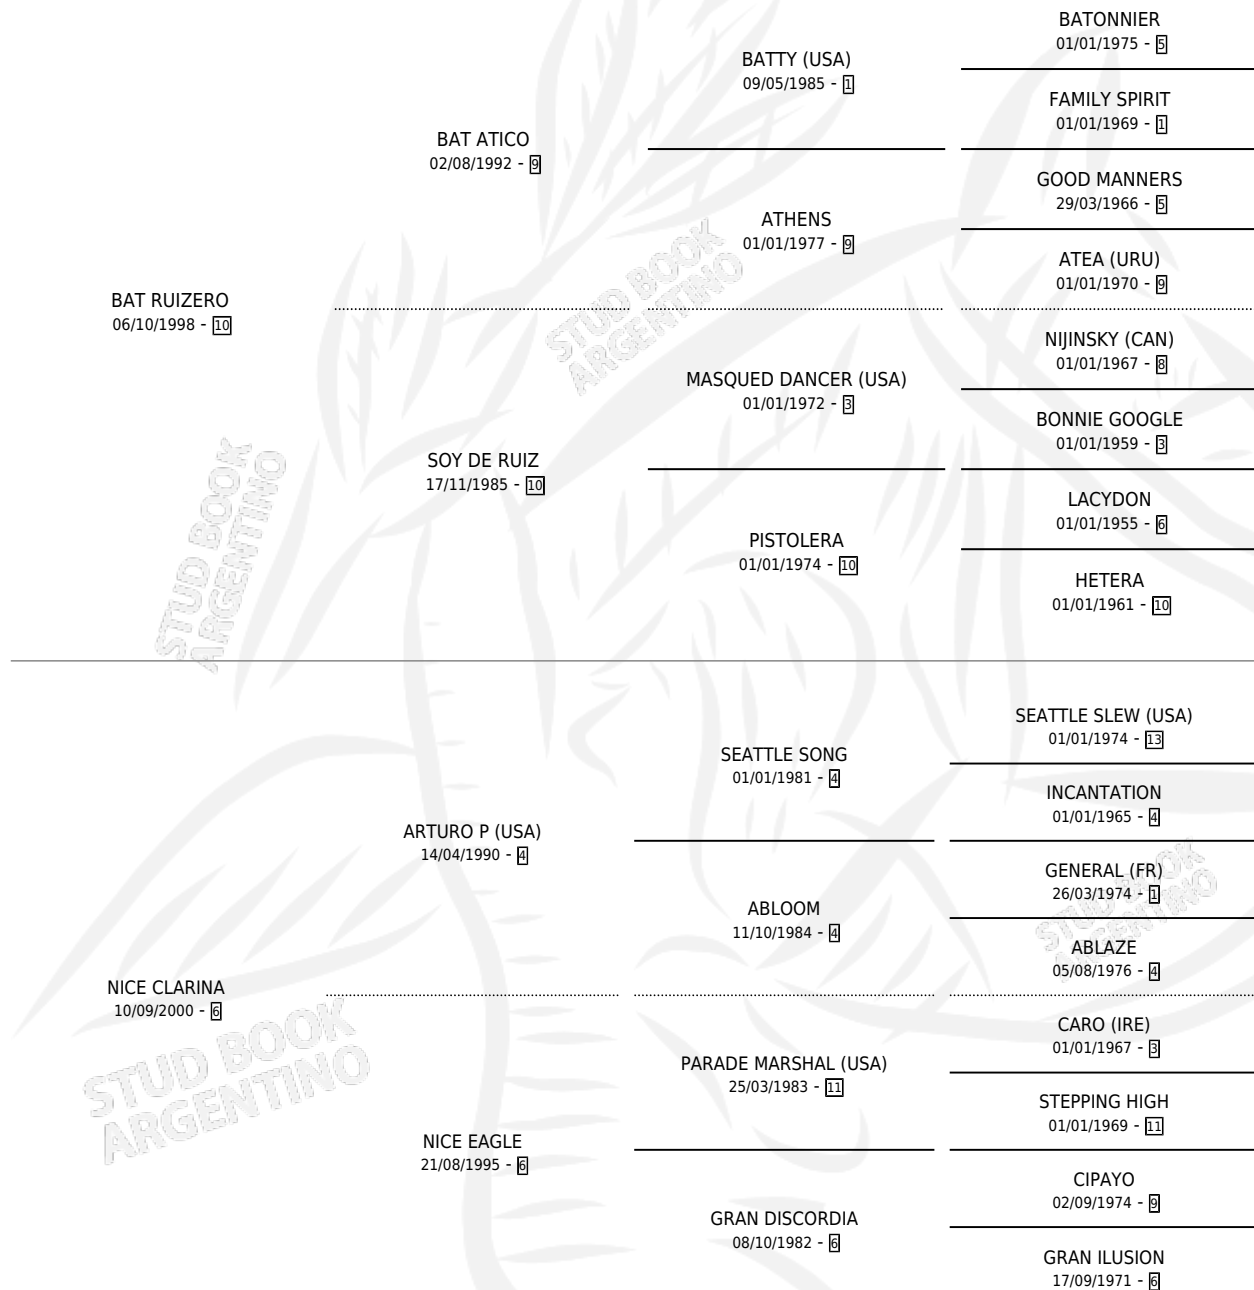 BATONNIER
01/01/1975 - 5
BATTY (USA)
09/05/1985 - 1
FAMILY SPIRIT
01/01/1969 - 1
BAT ATICO
02/08/1992 - 9
GOOD MANNERS
29/03/1966 - 5
ATHENS
01/01/1977 - 9
ATEA (URU)
01/01/1970 - 9
BAT RUIZERO
06/10/1998 - 10
STUD BOOK
ARGENTINO
NIJINSKY (CAN)
01/01/1967 - 8
MASQUED DANCER (USA)
01/01/1972 - 3
BONNIE GOOGLE
01/01/1959 - 3
SOY DE RUIZ
17/11/1985 - 10
LACYDON
01/01/1955 - 6
PISTOLERA
01/01/1974 - 10
HETERA
01/01/1961 - 10
STUD BOOK
ARGENTINO
SEATTLE SLEW (USA)
01/01/1974 - 13
SEATTLE SONG
01/01/1981 - 4
INCANTATION
01/01/1965 - 4
ARTURO P (USA)
14/04/1990 - 4
GENERAL (FR)
26/03/1974 - 1
ABLOOM
11/10/1984 - 4
ABLAZE
05/08/1976 - 4
STUD BOOK
ARGENTINO
NICE CLARINA
10/09/2000 - 6
CARO (IRE)
01/01/1967 - 3
PARADE MARSHAL (USA)
25/03/1983 - 11
STEPPING HIGH
01/01/1969 - 11
STUD BOOK
ARGENTINO
NICE EAGLE
21/08/1995 - 6
CIPAYO
02/09/1974 - 9
GRAN DISCORDIA
08/10/1982 - 6
GRAN ILUSION
17/09/1971 - 6